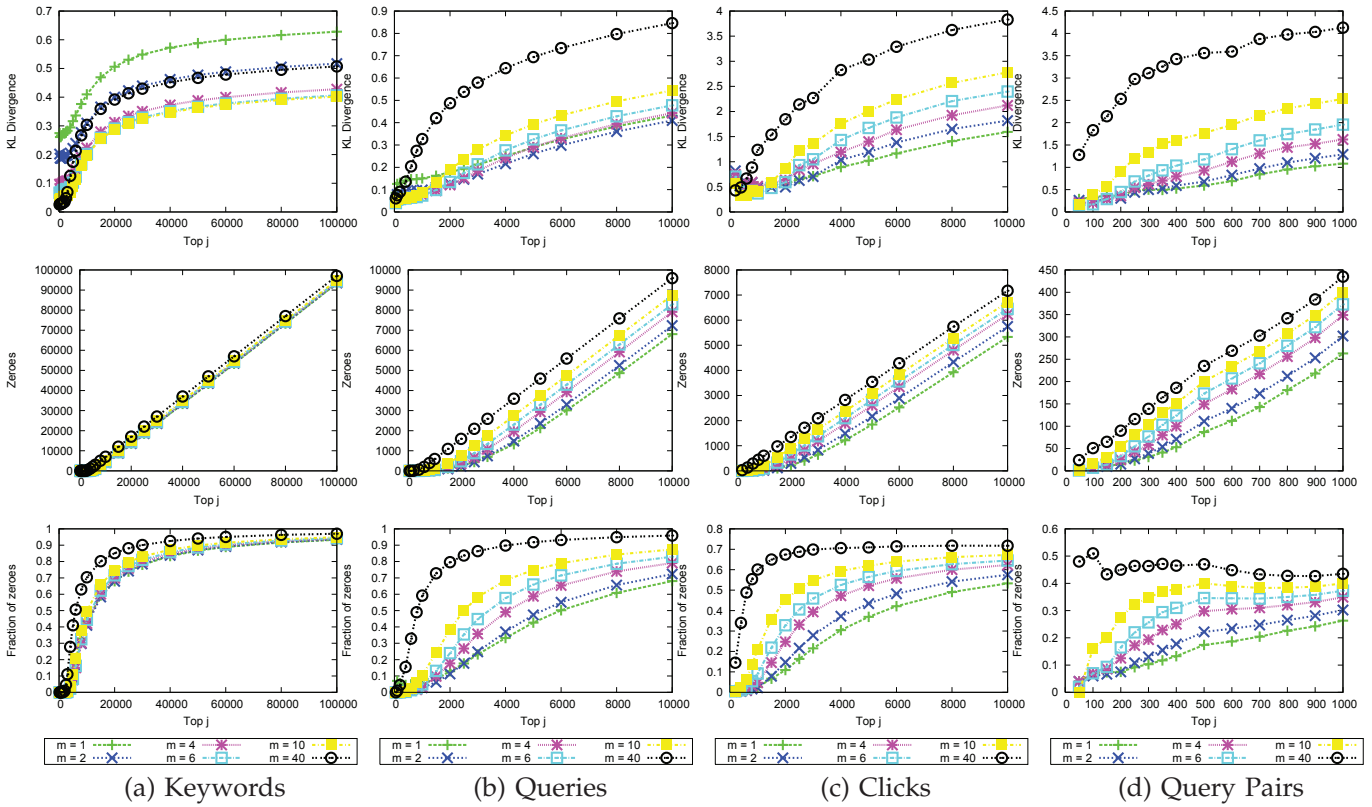 0.7
0.6
0.5
0.4
0.3
0.2
0.1
0
KL Divergence
0 20000 40000 60000 80000 100000
Top j
0.9
0.8
0.7
0.6
0.5
0.4
0.3
0.2
0.1
0
KL Divergence
0 2000 4000 6000 8000 10000
Top j
4
3.5
3
2.5
2
1.5
1
0.5
0
KL Divergence
0 2000 4000 6000 8000 10000
Top j
4.5
4
3.5
3
2.5
2
1.5
1
0.5
0
KL Divergence
0 100 200 300 400 500 600 700 800 900 1000
Top j
100000
90000
80000
70000
60000
50000
40000
30000
20000
10000
0
Zeroes
0 20000 40000 60000 80000 100000
Top j
10000
9000
8000
7000
6000
5000
4000
3000
2000
1000
0
Zeroes
0 2000 4000 6000 8000 10000
Top j
8000
7000
6000
5000
4000
3000
2000
1000
0
Zeroes
0 2000 4000 6000 8000 10000
Top j
450
400
350
300
250
200
150
100
50
0
Zeroes
0 100 200 300 400 500 600 700 800 900 1000
Top j
1
0.9
0.8
0.7
0.6
0.5
0.4
0.3
0.2
0.1
0
Fraction of zeroes
0 20000 40000 60000 80000 100000
Top j
1
0.9
0.8
0.7
0.6
0.5
0.4
0.3
0.2
0.1
0
Fraction of zeroes
0 2000 4000 6000 8000 10000
Top j
0.8
0.7
0.6
0.5
0.4
0.3
0.2
0.1
0
Fraction of zeroes
0 2000 4000 6000 8000 10000
Top j
0.6
0.5
0.4
0.3
0.2
0.1
0
Fraction of zeroes
0 100 200 300 400 500 600 700 800 900 1000
Top j
m = 1 m = 4 m = 10
m = 2 m = 6 m = 40
m = 1 m = 4 m = 10
m = 2 m = 6 m = 40
m = 1 m = 4 m = 10
m = 2 m = 6 m = 40
m = 1 m = 4 m = 10
m = 2 m = 6 m = 40
(a) Keywords
(b) Queries
(c) Clicks
(d) Query Pairs